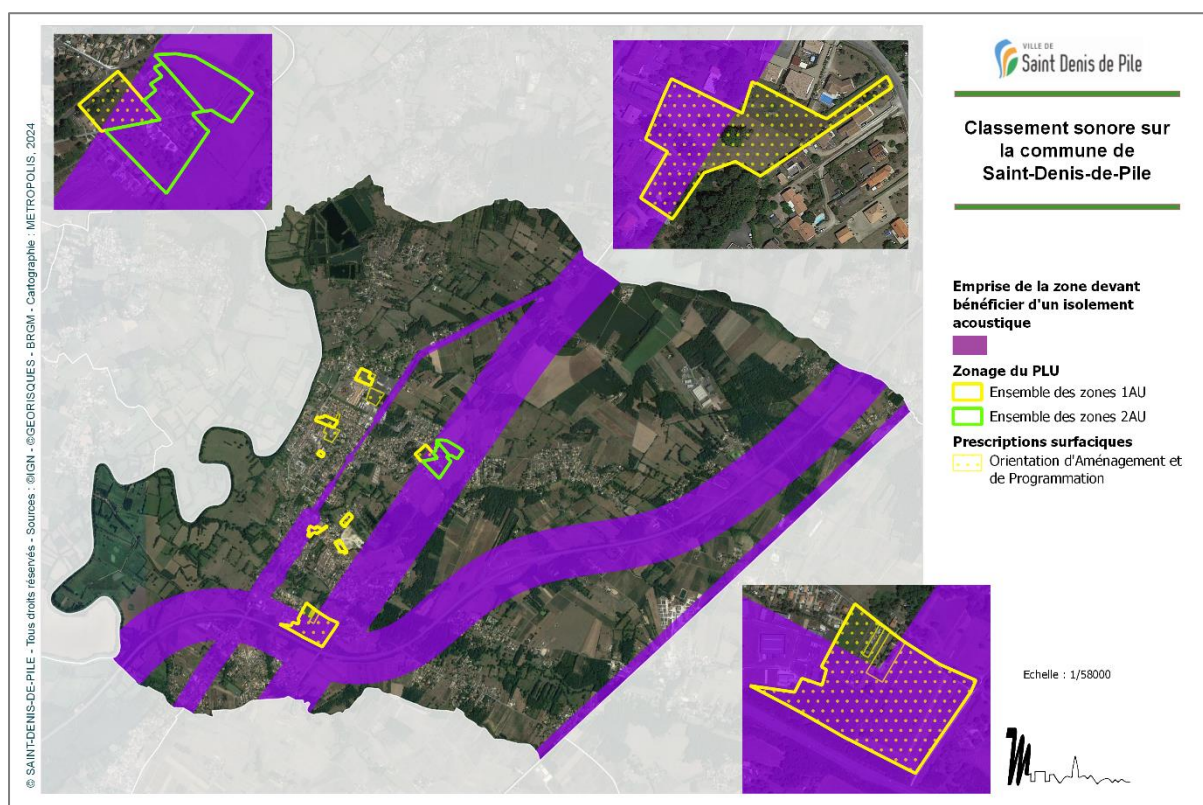 VILLE DE
Saint Denis de Pile
Classement sonore sur
la commune de
Saint-Denis-de-Pile
Emprise de la zone devant
bénéficier d'un isolement
acoustique
Zonage du PLU
Ensemble des zones 1AU
Ensemble des zones 2AU
Prescriptions surfaciques
Orientation d'Aménagement et
de Programmation
Echelle : 1/58000
© SAINT-DENIS-DE-PILE - Tous droits réservés - Sources : ©IGN - ©GEORISQUES - BRGM - Cartographie : METROPOLIS, 2024